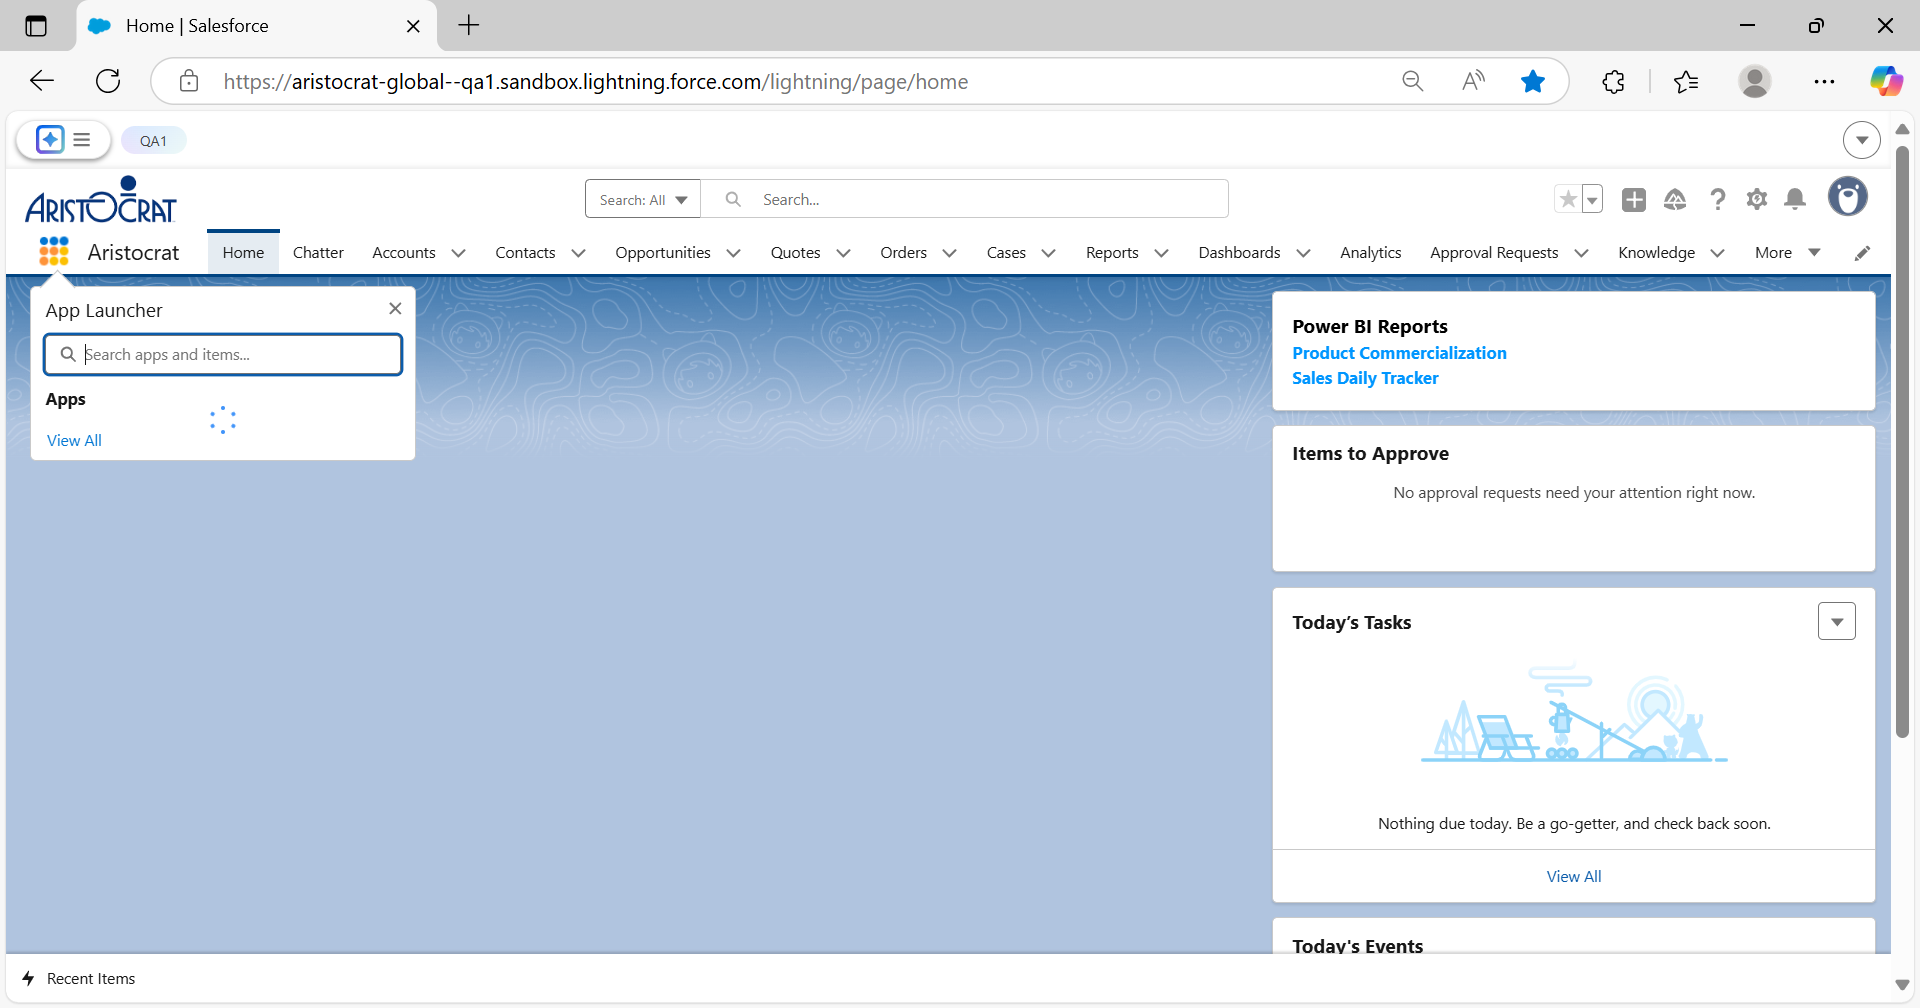 Home | Salesforce
https://aristocrat-global--qa1.sandbox.lightning.force.com/lightning/page/home
QA1
ARISTOCRAT
Search: All
Search...
Aristocrat
Home
Chatter
Accounts
Contacts
Opportunities
Quotes
Orders
Cases
Reports
Dashboards
Analytics
Approval Requests
Knowledge
More
App Launcher
Search apps and items...
Apps
View All
Power BI Reports
Product Commercialization
Sales Daily Tracker
Items to Approve
No approval requests need your attention right now.
Today’s Tasks
Nothing due today. Be a go-getter, and check back soon.
View All
Today's Events
Recent Items